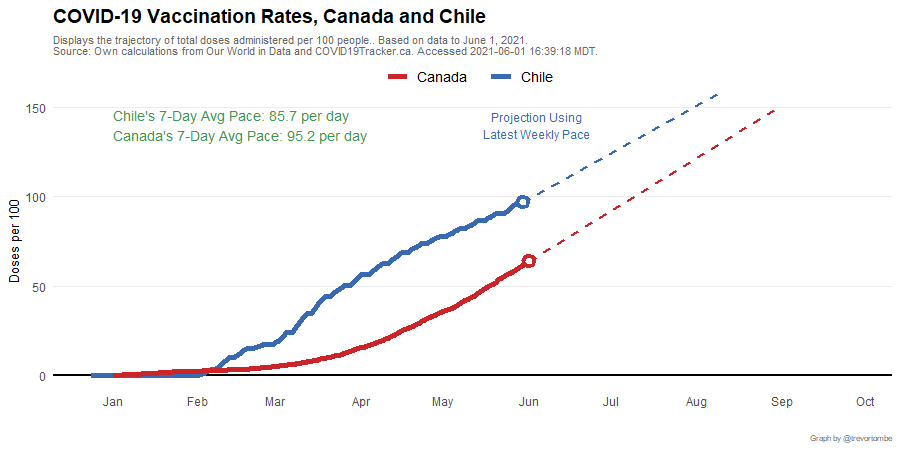 COVID-19 Vaccination Rates, Canada and Chile
Displays the trajectory of total doses administered per 100 people.. Based on data to June 1, 2021.
Source: Own calculations from Our World in Data and COVID19Tracker.ca. Accessed 2021-06-01 16:39:18 MDT.
Canada Chile
Chile's 7-Day Avg Pace: 85.7 per day
Canada's 7-Day Avg Pace: 95.2 per day
Projection Using
Latest Weekly Pace
Doses per 100
150
100
50
0
Jan Feb Mar Apr May Jun Jul Aug Sep Oct
Graph by @trevortombe